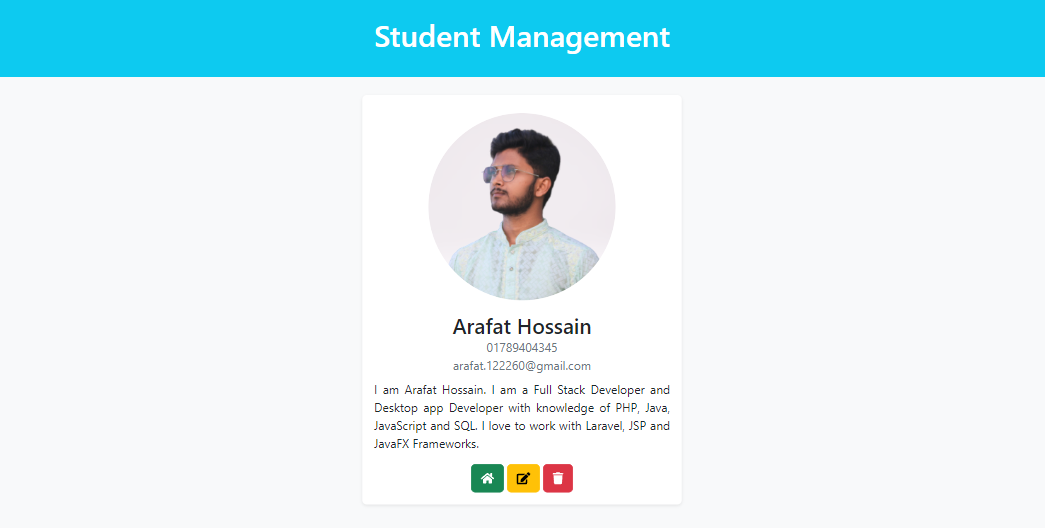 Student Management
Arafat Hossain
01789404345
arafat.122260@gmail.com
I am Arafat Hossain. I am a Full Stack Developer and
Desktop app Developer with knowledge of PHP, Java,
JavaScript and SQL. I love to work with Laravel, JSP and
JavaFX Frameworks.